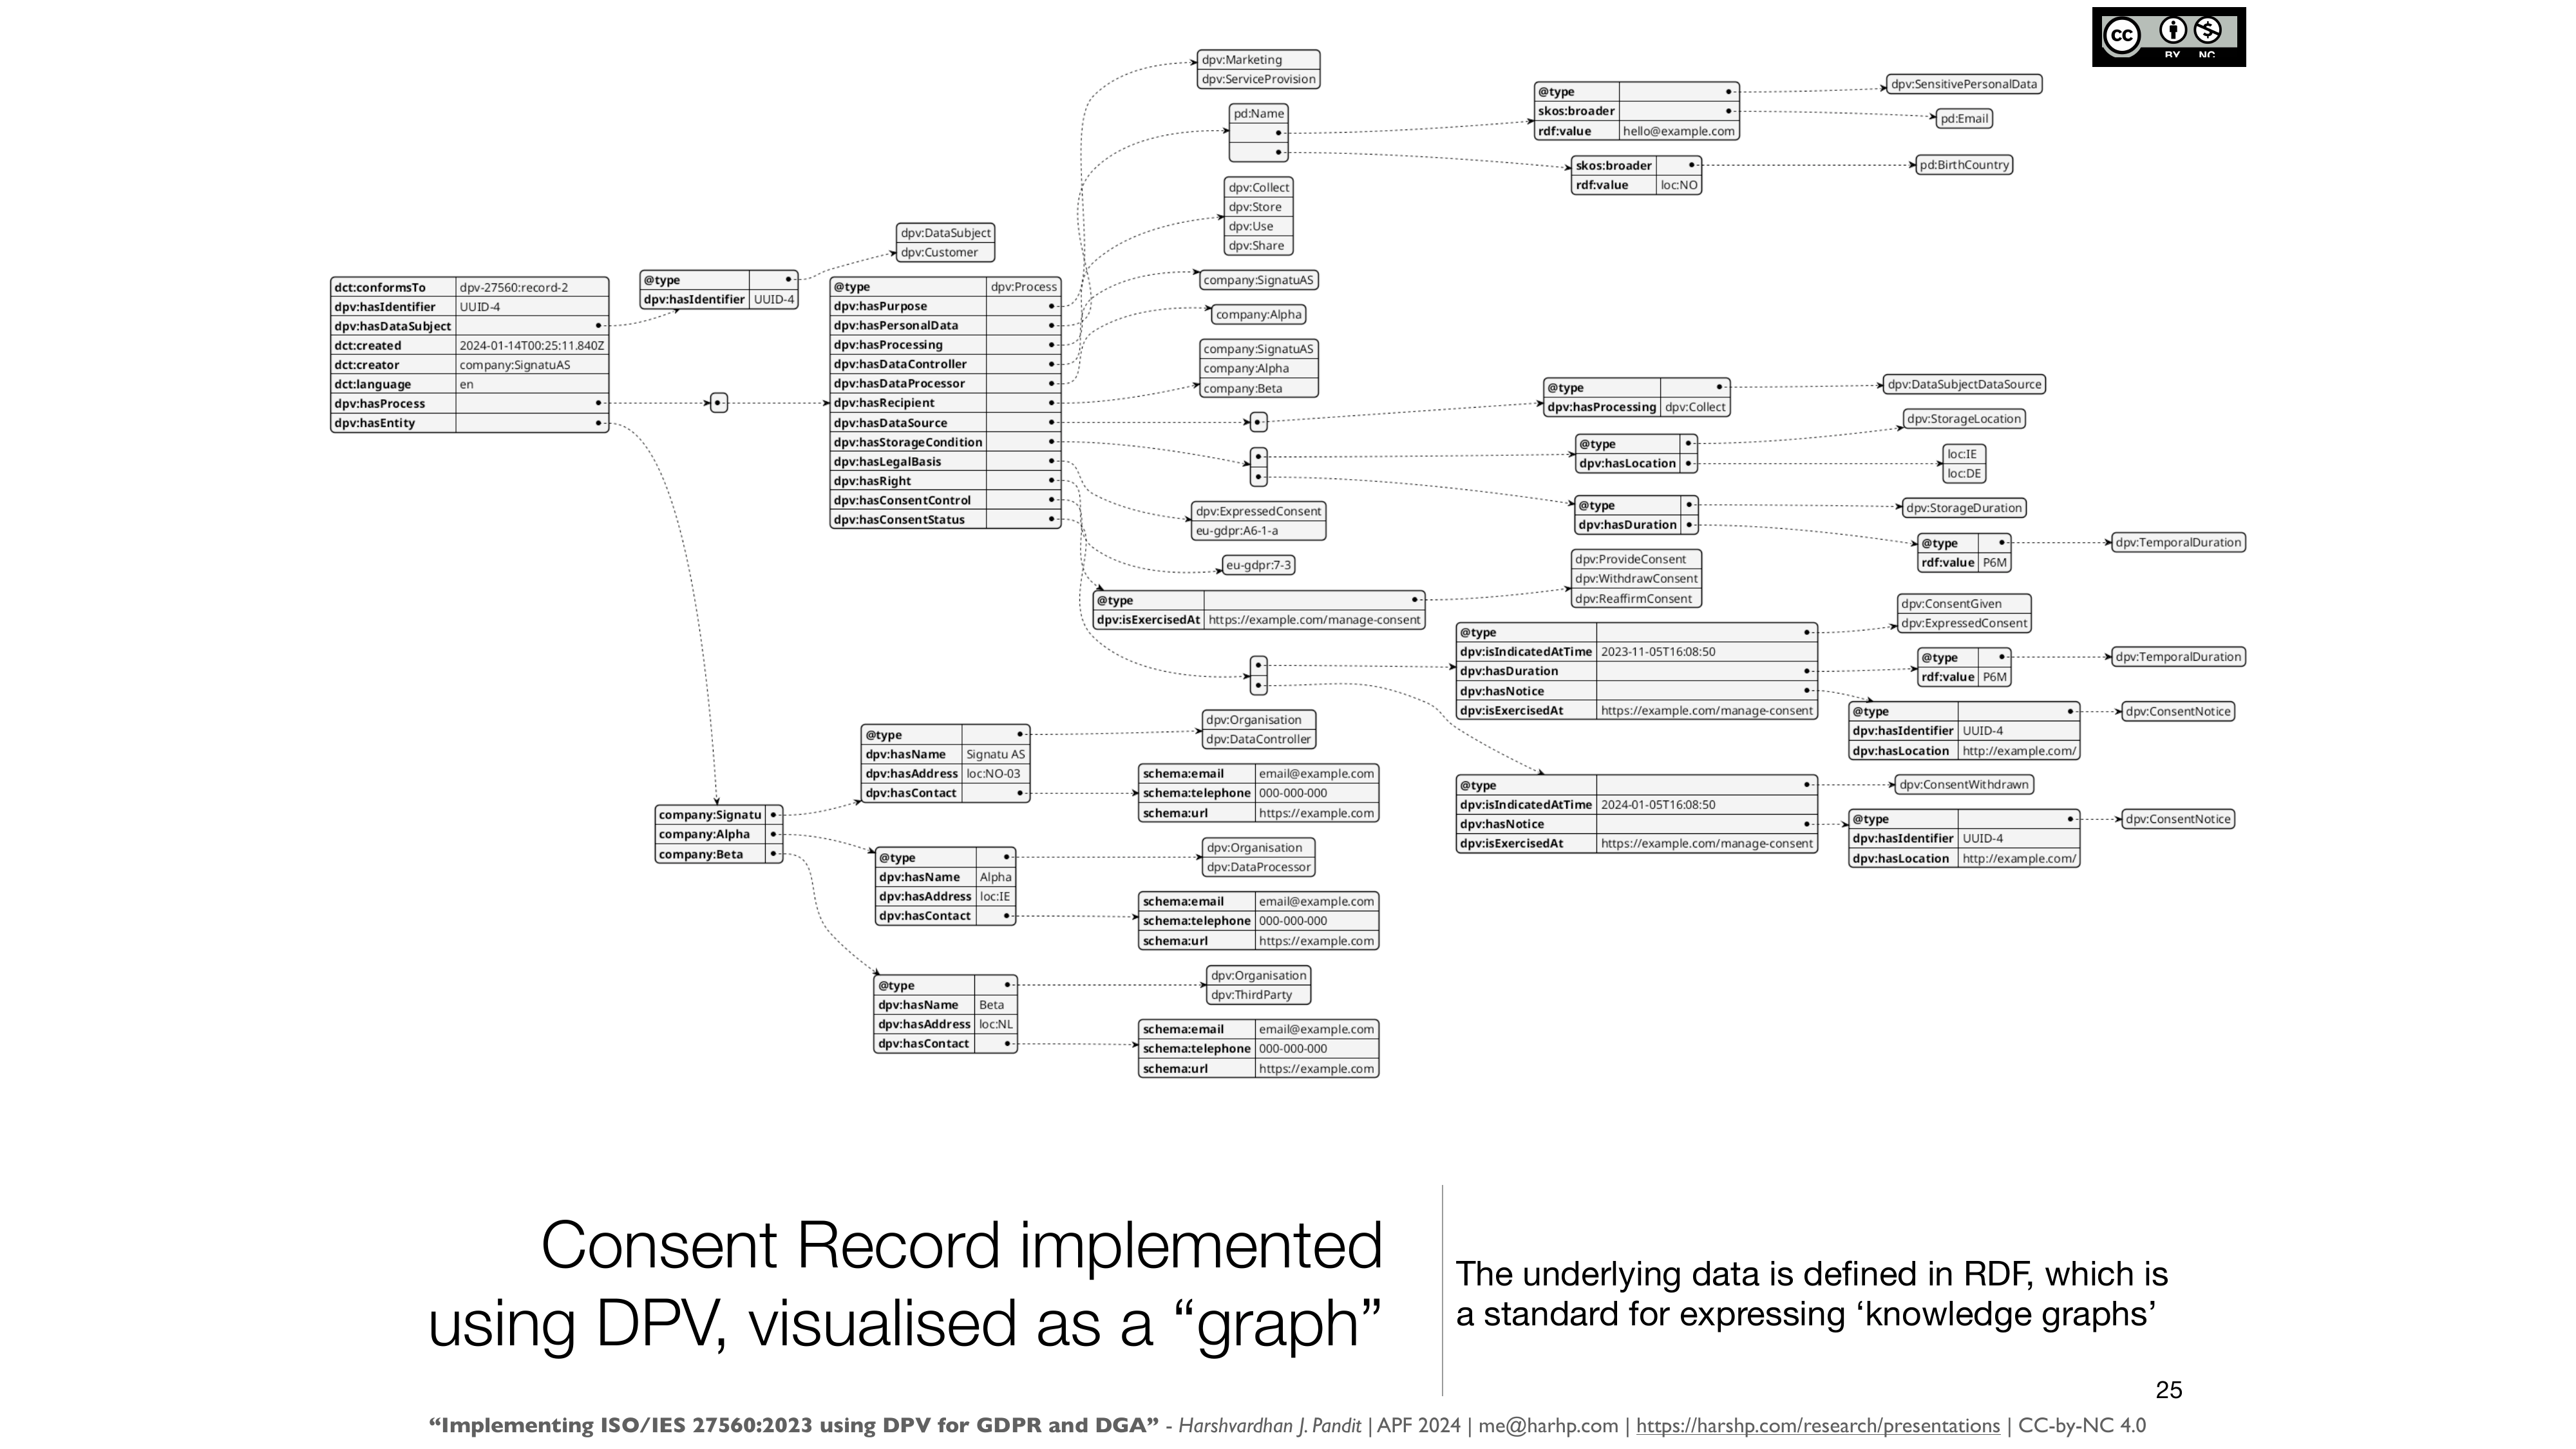 CC BY NC
dpv:Marketing
dpv:ServiceProvision
pd:Name
@type
skos:broader
rdf:value hello@example.com
dpv:SensitivePersonalData
pd:Email
skos:broader
rdf:value loc:NO
pd:BirthCountry
dpv:Collect
dpv:Store
dpv:Use
dpv:Share
dpv:DataSubject
dpv:Customer
dct:conformsTo dpv-27560:record-2
dpv:hasIdentifier UUID-4
dpv:hasDataSubject
dct:created 2024-01-14T00:25:11.840Z
dct:creator company:SignatuAS
dct:language en
dpv:hasProcess
dpv:hasEntity
@type
dpv:hasIdentifier UUID-4
@type dpv:Process
dpv:hasPurpose
dpv:hasPersonalData
dpv:hasProcessing
dpv:hasDataController
dpv:hasDataProcessor
dpv:hasRecipient
dpv:hasDataSource
dpv:hasStorageCondition
dpv:hasLegalBasis
dpv:hasRight
dpv:hasConsentControl
dpv:hasConsentStatus
company:SignatuAS
company:Alpha
company:SignatuAS
company:Alpha
company:Beta
@type
dpv:hasProcessing dpv:Collect
dpv:DataSubjectDataSource
@type
dpv:hasLocation
dpv:StorageLocation
loc:IE
loc:DE
@type
dpv:hasDuration
dpv:StorageDuration
@type
rdf:value P6M
dpv:TemporalDuration
dpv:ExpressedConsent
eu-gdpr:A6-1-a
eu-gdpr:7-3
@type
dpv:isExercisedAt https://example.com/manage-consent
dpv:ProvideConsent
dpv:WithdrawConsent
dpv:ReaffirmConsent
@type
dpv:isIndicatedAtTime 2023-11-05T16:08:50
dpv:hasDuration
dpv:hasNotice
dpv:isExercisedAt https://example.com/manage-consent
dpv:ConsentGiven
dpv:ExpressedConsent
@type
rdf:value P6M
dpv:TemporalDuration
@type
dpv:hasIdentifier UUID-4
dpv:hasLocation http://example.com/
dpv:ConsentNotice
@type
dpv:isIndicatedAtTime 2024-01-05T16:08:50
dpv:hasNotice
dpv:isExercisedAt https://example.com/manage-consent
dpv:ConsentWithdrawn
@type
dpv:hasIdentifier UUID-4
dpv:hasLocation http://example.com/
dpv:ConsentNotice
company:Signatu
company:Alpha
company:Beta
@type
dpv:hasName Signatu AS
dpv:hasAddress loc:NO-03
dpv:hasContact
dpv:Organisation
dpv:DataController
schema:email email@example.com
schema:telephone 000-000-000
schema:url https://example.com
@type
dpv:hasName Alpha
dpv:hasAddress loc:IE
dpv:hasContact
dpv:Organisation
dpv:DataProcessor
schema:email email@example.com
schema:telephone 000-000-000
schema:url https://example.com
@type
dpv:hasName Beta
dpv:hasAddress loc:NL
dpv:hasContact
dpv:Organisation
dpv:ThirdParty
schema:email email@example.com
schema:telephone 000-000-000
schema:url https://example.com
Consent Record implemented
using DPV, visualised as a “graph”
The underlying data is defined in RDF, which is
a standard for expressing ‘knowledge graphs’
25
“Implementing ISO/IES 27560:2023 using DPV for GDPR and DGA” - Harshvardhan J. Pandit | APF 2024 | me@harhp.com | https://harshp.com/research/presentations | CC-by-NC 4.0